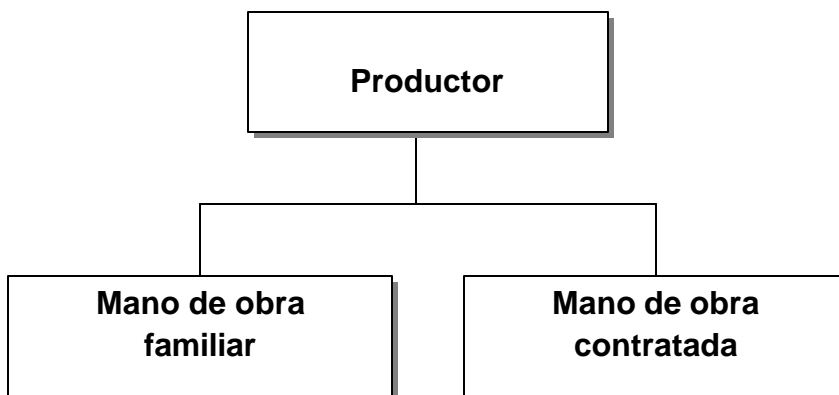 Productor
Mano de obra
familiar
Mano de obra
contratada